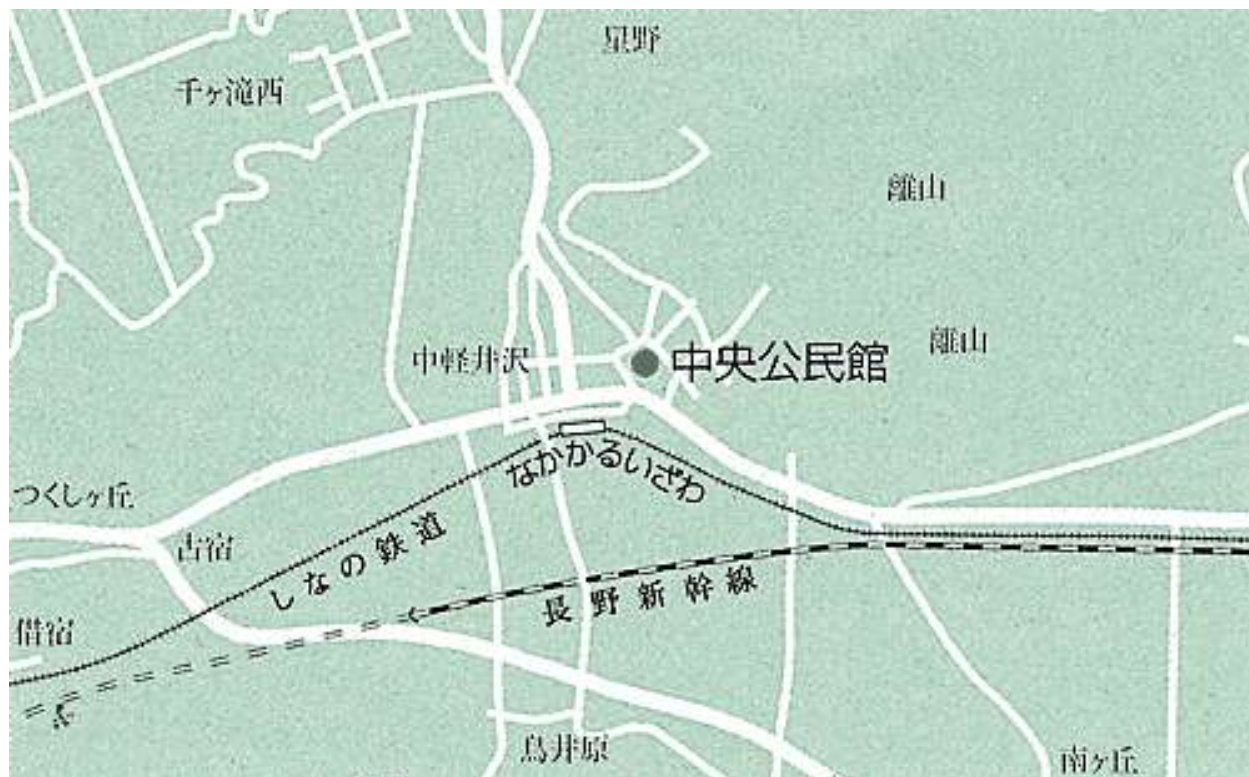 星野
千ヶ滝西
離山
離山
中軽井沢
中央公民館
なかかるいざわ
つくしヶ丘
古宿
しなの鉄道
長野新幹線
借宿
鳥井原
南ヶ丘